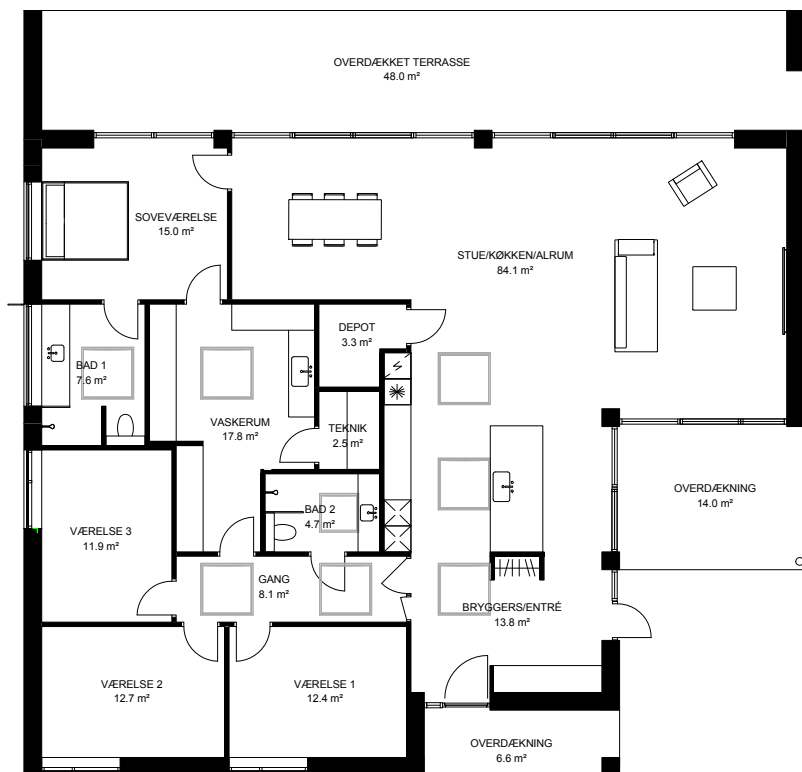 OVERDÆKKET TERRASSE
48.0 m²
SOVEVÆRELSE
15.0 m²
STUE/KØKKEN/ALRUM
84.1 m²
DEPOT
3.3 m²
BAD 1
7.6 m²
VASKERUM
17.8 m²
TEKNIK
2.5 m²
OVERDÆKNING
14.0 m²
BAD 2
4.7 m²
VÆRELSE 3
11.9 m²
GANG
8.1 m²
BRYGGERS/ENTRÉ
13.8 m²
VÆRELSE 2
12.7 m²
VÆRELSE 1
12.4 m²
OVERDÆKNING
6.6 m²